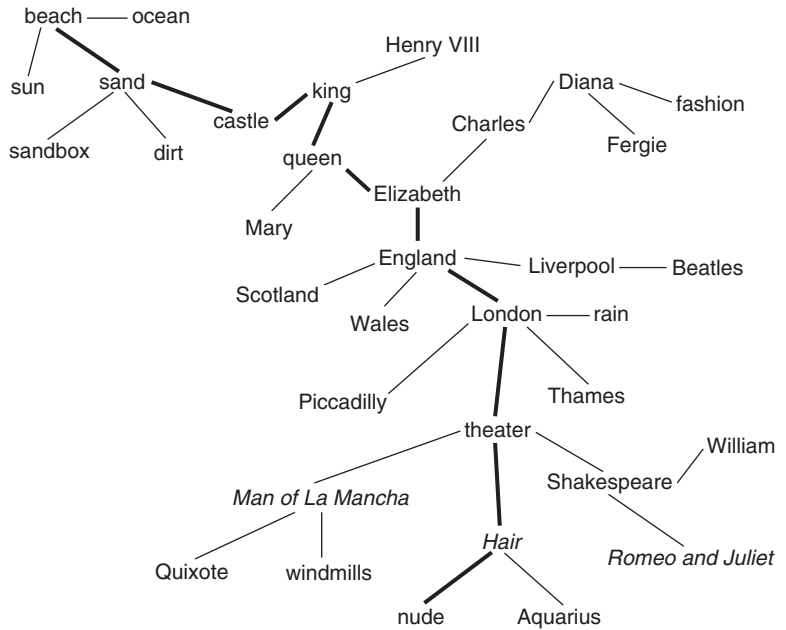 beach
ocean
Henry VIII
sun
sand
king
Diana
castle
Charles
fashion
sandbox
dirt
queen
Fergie
Elizabeth
Mary
England
Liverpool
Beatles
Scotland
Wales
London
rain
Piccadilly
Thames
theater
William
Man of La Mancha
Shakespeare
Hair
Romeo and Juliet
Quixote
windmills
nude
Aquarius